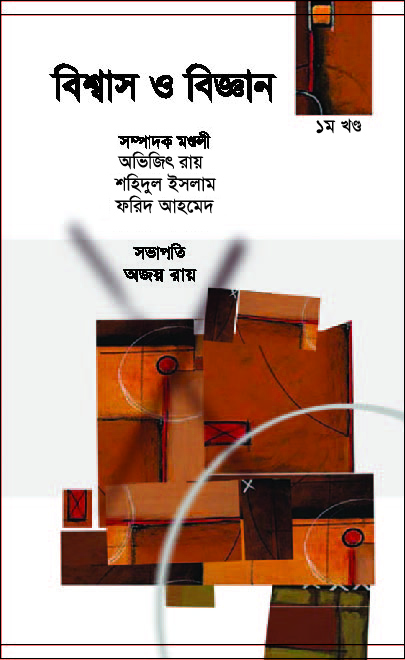 বিশ্বাস ও বিজ্ঞান
১ম খণ্ড
সম্পাদক মণ্ডলী
অভিজিৎ রায়
শহিদুল ইসলাম
ফরিদ আহমেদ
সভাপতি
অজয় রায়